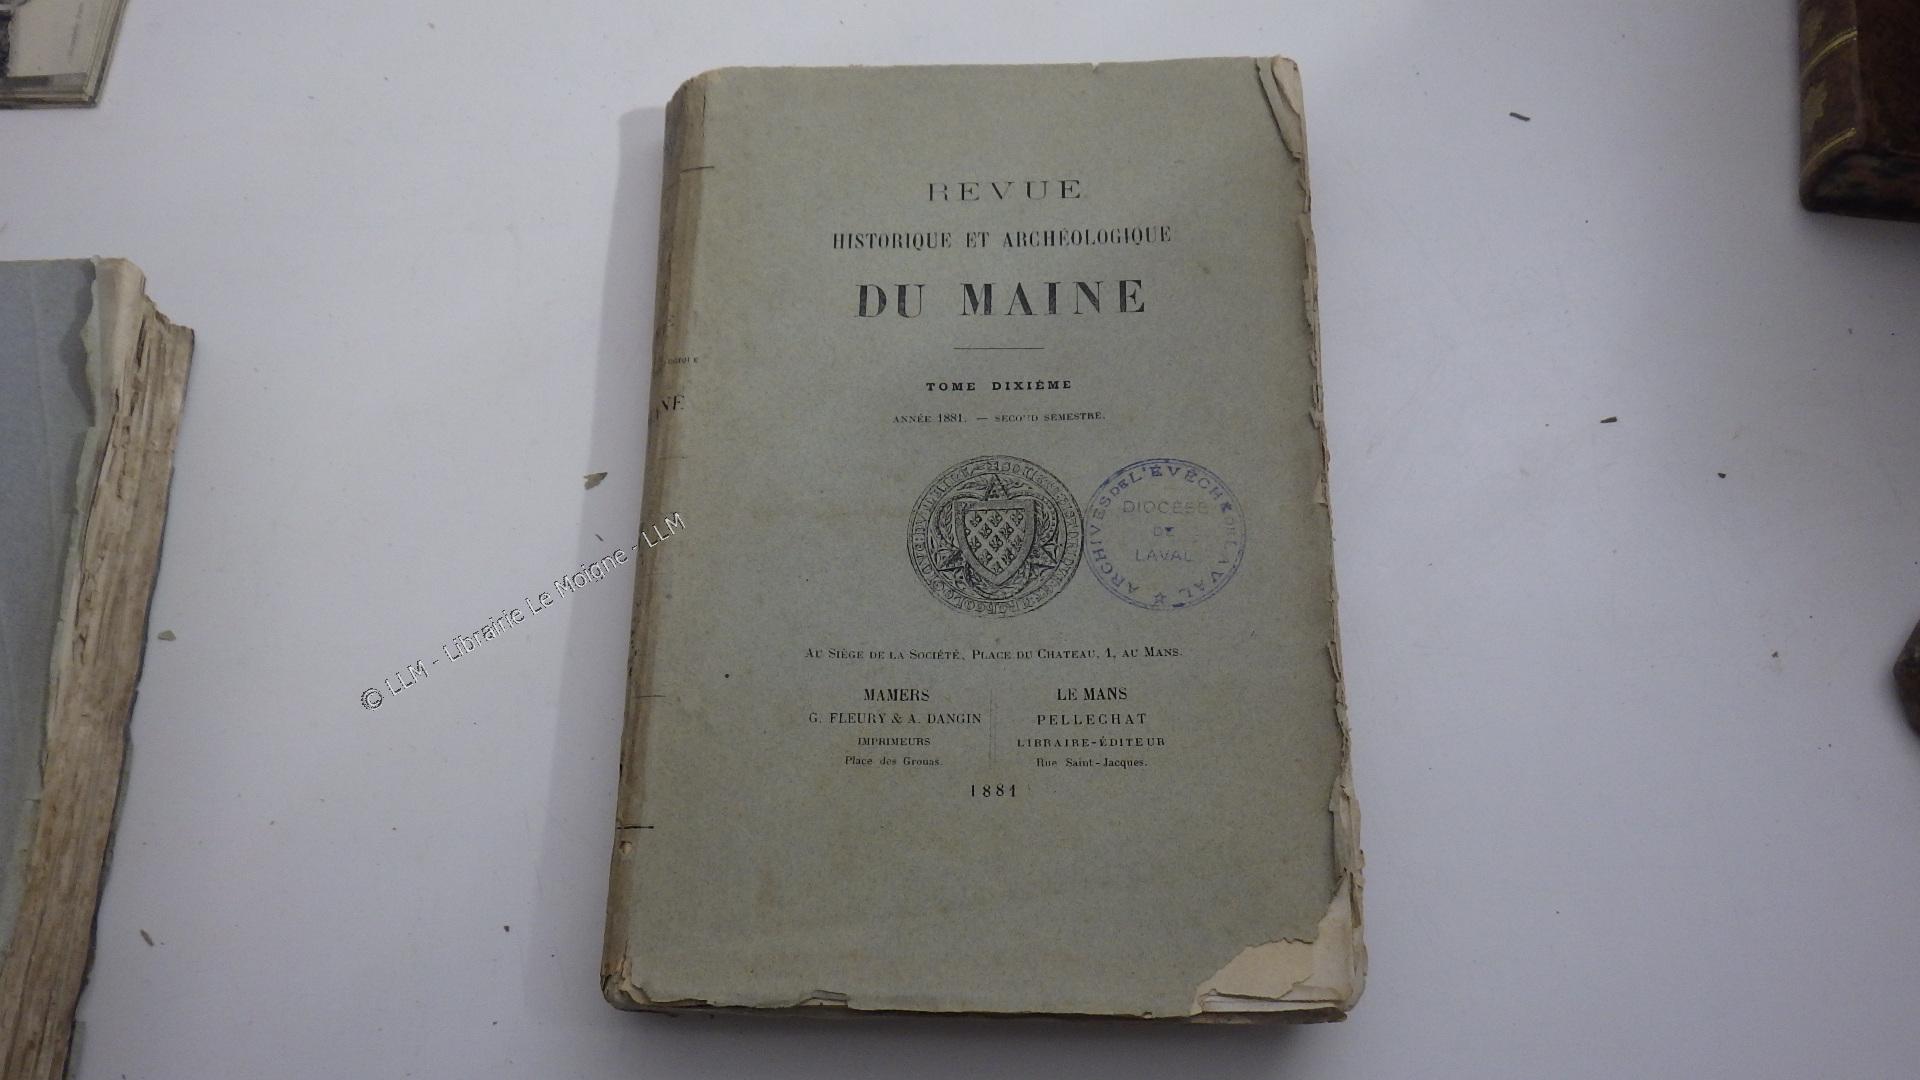 REVUE
HISTORIQUE ET ARCHÉOLOGIQUE
DU MAINE
TOME DIXIÈME
ANNÉE 1881. — SECOND SEMESTRE.
ARCHIVES DE L'ÉVÊCHÉ DE LAVAL
DIOCÈSE
DE
LAVAL
AU SIÈGE DE LA SOCIÉTÉ, PLACE DU CHATEAU, 1, AU MANS.
MAMERS
G. FLEURY & A. DANGIN
IMPRIMEURS
Place des Grouas.
LE MANS
PELLECHAT
LIBRAIRE-ÉDITEUR
Rue Saint-Jacques.
1881
© LLM - Librairie Le Moigne - LLM